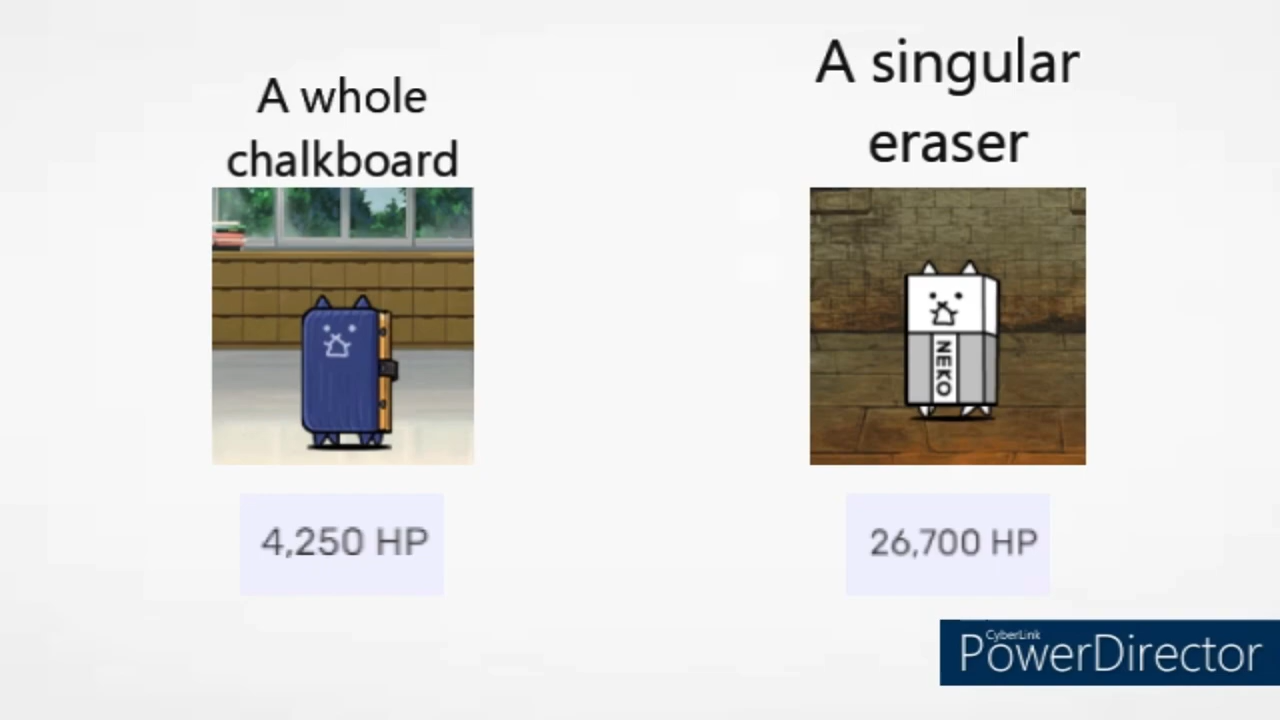 A whole
chalkboard
A singular
eraser
NEKO
4,250 HP
26,700 HP
CyberLink
PowerDirector